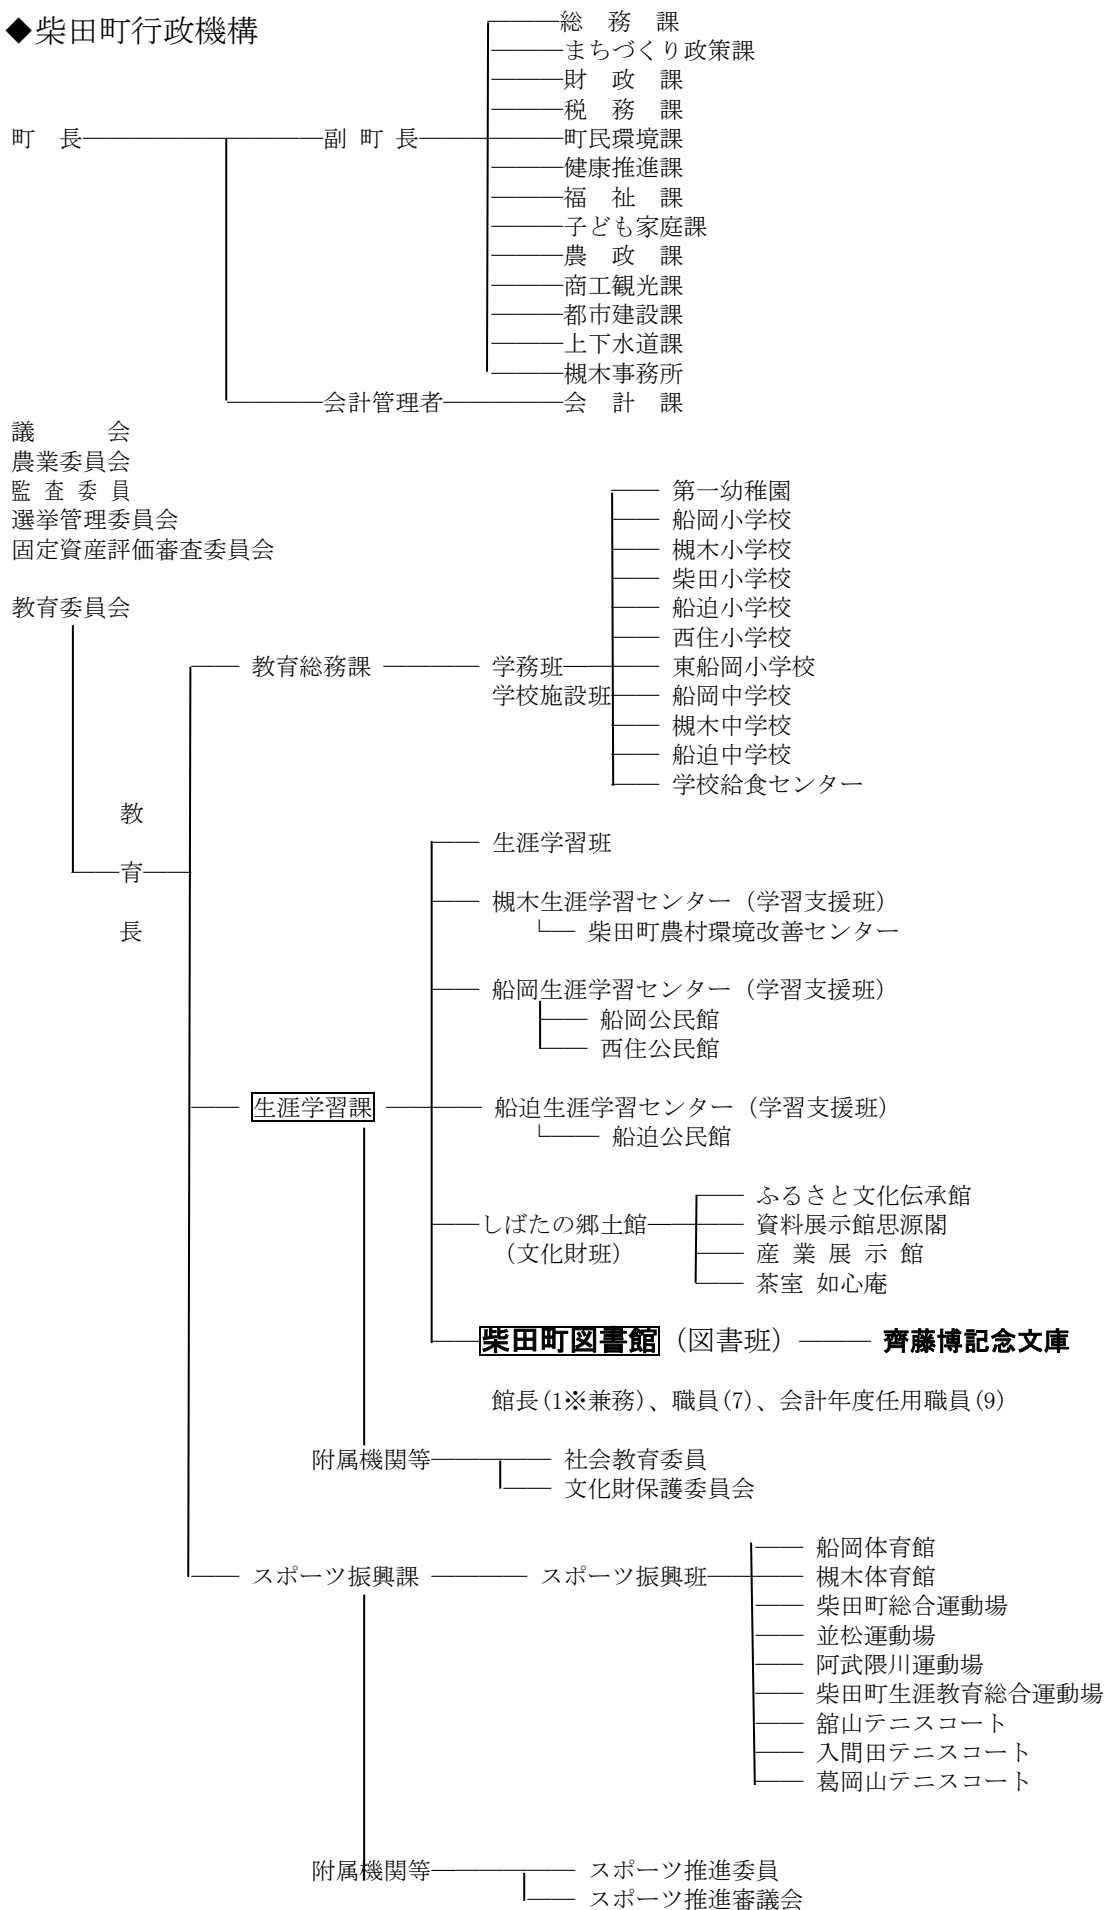 ◆柴田町行政機構
総　務　課
まちづくり政策課
財　政　課
税　務　課
町　長　副 町 長　町民環境課
健康推進課
福　祉　課
子ども家庭課
農　政　課
商工観光課
都市建設課
上下水道課
槻木事務所
会計管理者　会　計　課
議　　　会
農業委員会
監 査 委 員　第一幼稚園
選挙管理委員会　船岡小学校
固定資産評価審査委員会　槻木小学校
柴田小学校
教育委員会　船迫小学校
西住小学校
教育総務課　学務班　東船岡小学校
学校施設班　船岡中学校
槻木中学校
船迫中学校
学校給食センター
教育長
生涯学習班
槻木生涯学習センター（学習支援班）
柴田町農村環境改善センター
船岡生涯学習センター（学習支援班）
船岡公民館
西住公民館
生涯学習課　船迫生涯学習センター（学習支援班）
船迫公民館
ふるさと文化伝承館
しばたの郷土館　資料展示館思源閣
（文化財班）　産 業 展 示 館
茶室 如心庵
柴田町図書館（図書班）　齊藤博記念文庫
館長(1※兼務)、職員(7)、会計年度任用職員(9)
附属機関等　社会教育委員
文化財保護委員会
船岡体育館
スポーツ振興課　スポーツ振興班　槻木体育館
柴田町総合運動場
並松運動場
阿武隈川運動場
柴田町生涯教育総合運動場
舘山テニスコート
入間田テニスコート
葛岡山テニスコート
附属機関等　スポーツ推進委員
スポーツ推進審議会